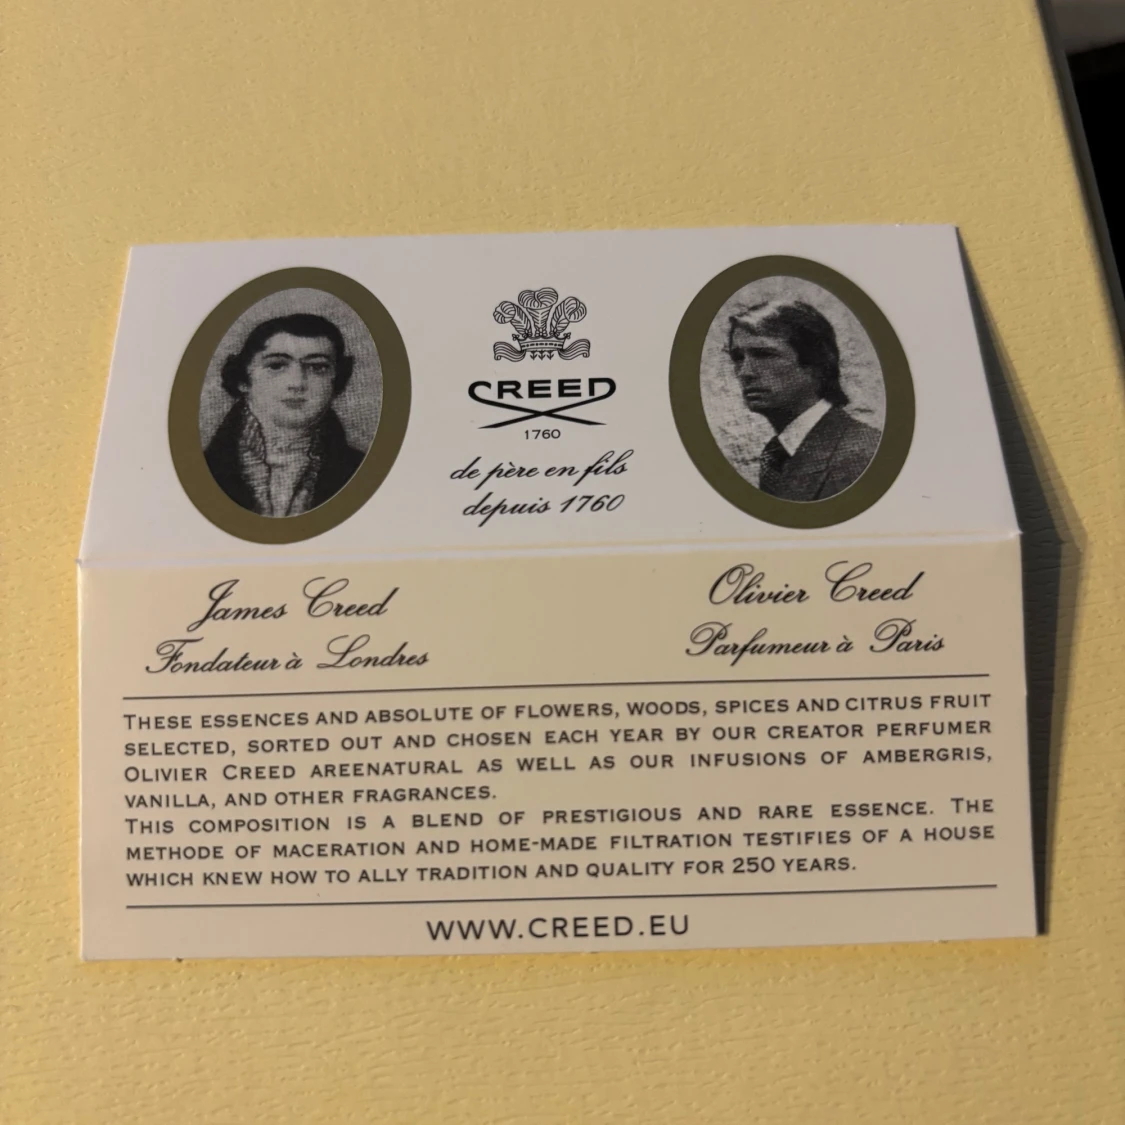 CREED
1760
de père en fils
depuis 1760
James Creed
Fondateur à Londres
Olivier Creed
Parfumeur à Paris
THESE ESSENCES AND ABSOLUTE OF FLOWERS, WOODS, SPICES AND CITRUS FRUIT
SELECTED, SORTED OUT AND CHOSEN EACH YEAR BY OUR CREATOR PERFUMER
OLIVIER CREED AREENATURAL AS WELL AS OUR INFUSIONS OF AMBERGRIS,
VANILLA, AND OTHER FRAGRANCES.
THIS COMPOSITION IS A BLEND OF PRESTIGIOUS AND RARE ESSENCE. THE
METHODE OF MACERATION AND HOME-MADE FILTRATION TESTIFIES OF A HOUSE
WHICH KNEW HOW TO ALLY TRADITION AND QUALITY FOR 250 YEARS.
WWW.CREED.EU